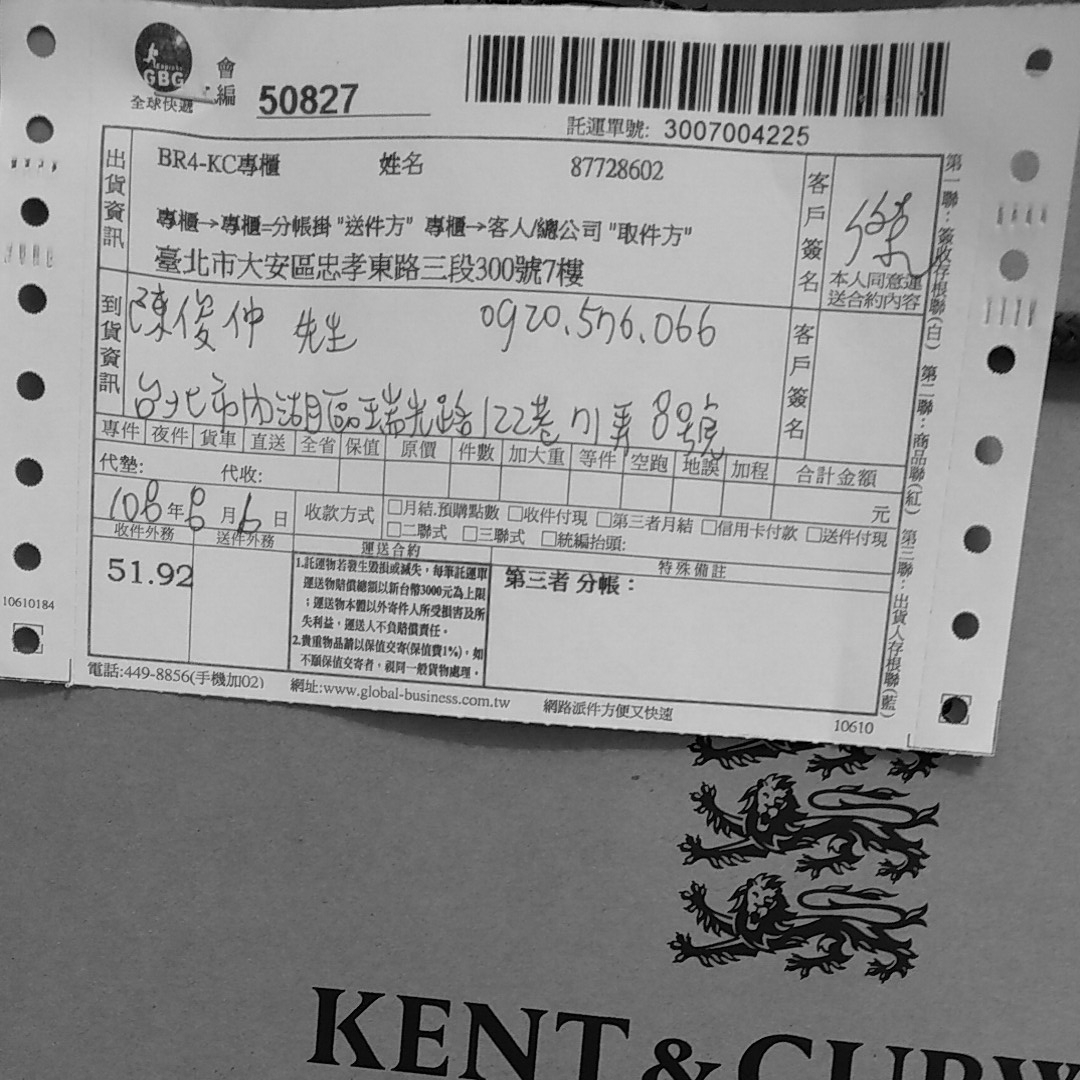 GBG
全球快遞
會編 50827
託運單號: 3007004225
出貨資訊
BR4-KC專櫃 姓名 87728602
專櫃→專櫃=分帳掛"送件方" 專櫃→客人/總公司"取件方"
臺北市大安區忠孝東路三段300號7樓
客戶簽名
本人同意運
送合約內容
到貨資訊
陳俊仲 先生 0920.576.066
台北市內湖區瑞光路122巷 8號
客戶簽名
專件 夜件 貨車 直送 全省 保值 原價 件數 加大重 等件 空跑 地誤 加程 合計金額
代墊: 代收: 元
108年8月6日 收款方式 □月結.預購點數 □收件付現 □第三者月結 □信用卡付款 □送件付現
□二聯式 □三聯式 □統編抬頭:
收件外務 送件外務 運送合約 特殊備註
51.92
1.託運物若發生毀損或滅失，每筆託運單
運送物賠償總額以新台幣3000元為上限
；運送物本體以外寄件人所受損害及所
失利益，運送人不負賠償責任。
2.貴重物品請以保值交寄(保值費1%)，如
不願保值交寄者，視同一般貨物處理。
第三者 分帳：
第一聯：簽收存根聯(白) 第二聯：商品聯(紅) 第三聯：出貨人存根聯(藍)
10610184
電話:449-8856(手機加02) 網址:www.global-business.com.tw 網路派件方便又快速 10610
KENT & CURW